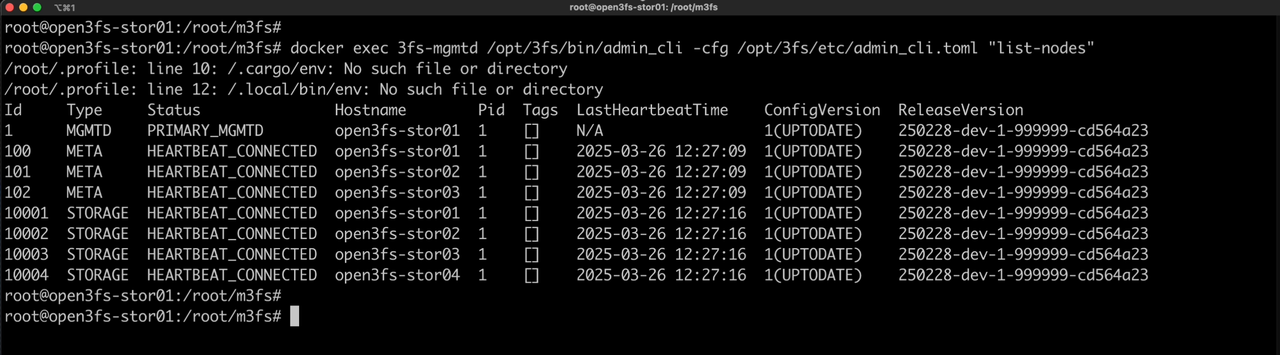 ⌥⌘1
root@open3fs-stor01: /root/m3fs
root@open3fs-stor01:/root/m3fs#
root@open3fs-stor01:/root/m3fs# docker exec 3fs-mgmtd /opt/3fs/bin/admin_cli -cfg /opt/3fs/etc/admin_cli.toml "list-nodes"
/root/.profile: line 10: /.cargo/env: No such file or directory
/root/.profile: line 12: /.local/bin/env: No such file or directory
Id Type Status Hostname Pid Tags LastHeartbeatTime ConfigVersion ReleaseVersion
1 MGMTD PRIMARY_MGMTD open3fs-stor01 1 [] N/A 1(UPTODATE) 250228-dev-1-999999-cd564a23
100 META HEARTBEAT_CONNECTED open3fs-stor01 1 [] 2025-03-26 12:27:09 1(UPTODATE) 250228-dev-1-999999-cd564a23
101 META HEARTBEAT_CONNECTED open3fs-stor02 1 [] 2025-03-26 12:27:09 1(UPTODATE) 250228-dev-1-999999-cd564a23
102 META HEARTBEAT_CONNECTED open3fs-stor03 1 [] 2025-03-26 12:27:09 1(UPTODATE) 250228-dev-1-999999-cd564a23
10001 STORAGE HEARTBEAT_CONNECTED open3fs-stor01 1 [] 2025-03-26 12:27:16 1(UPTODATE) 250228-dev-1-999999-cd564a23
10002 STORAGE HEARTBEAT_CONNECTED open3fs-stor02 1 [] 2025-03-26 12:27:16 1(UPTODATE) 250228-dev-1-999999-cd564a23
10003 STORAGE HEARTBEAT_CONNECTED open3fs-stor03 1 [] 2025-03-26 12:27:16 1(UPTODATE) 250228-dev-1-999999-cd564a23
10004 STORAGE HEARTBEAT_CONNECTED open3fs-stor04 1 [] 2025-03-26 12:27:16 1(UPTODATE) 250228-dev-1-999999-cd564a23
root@open3fs-stor01:/root/m3fs#
root@open3fs-stor01:/root/m3fs#